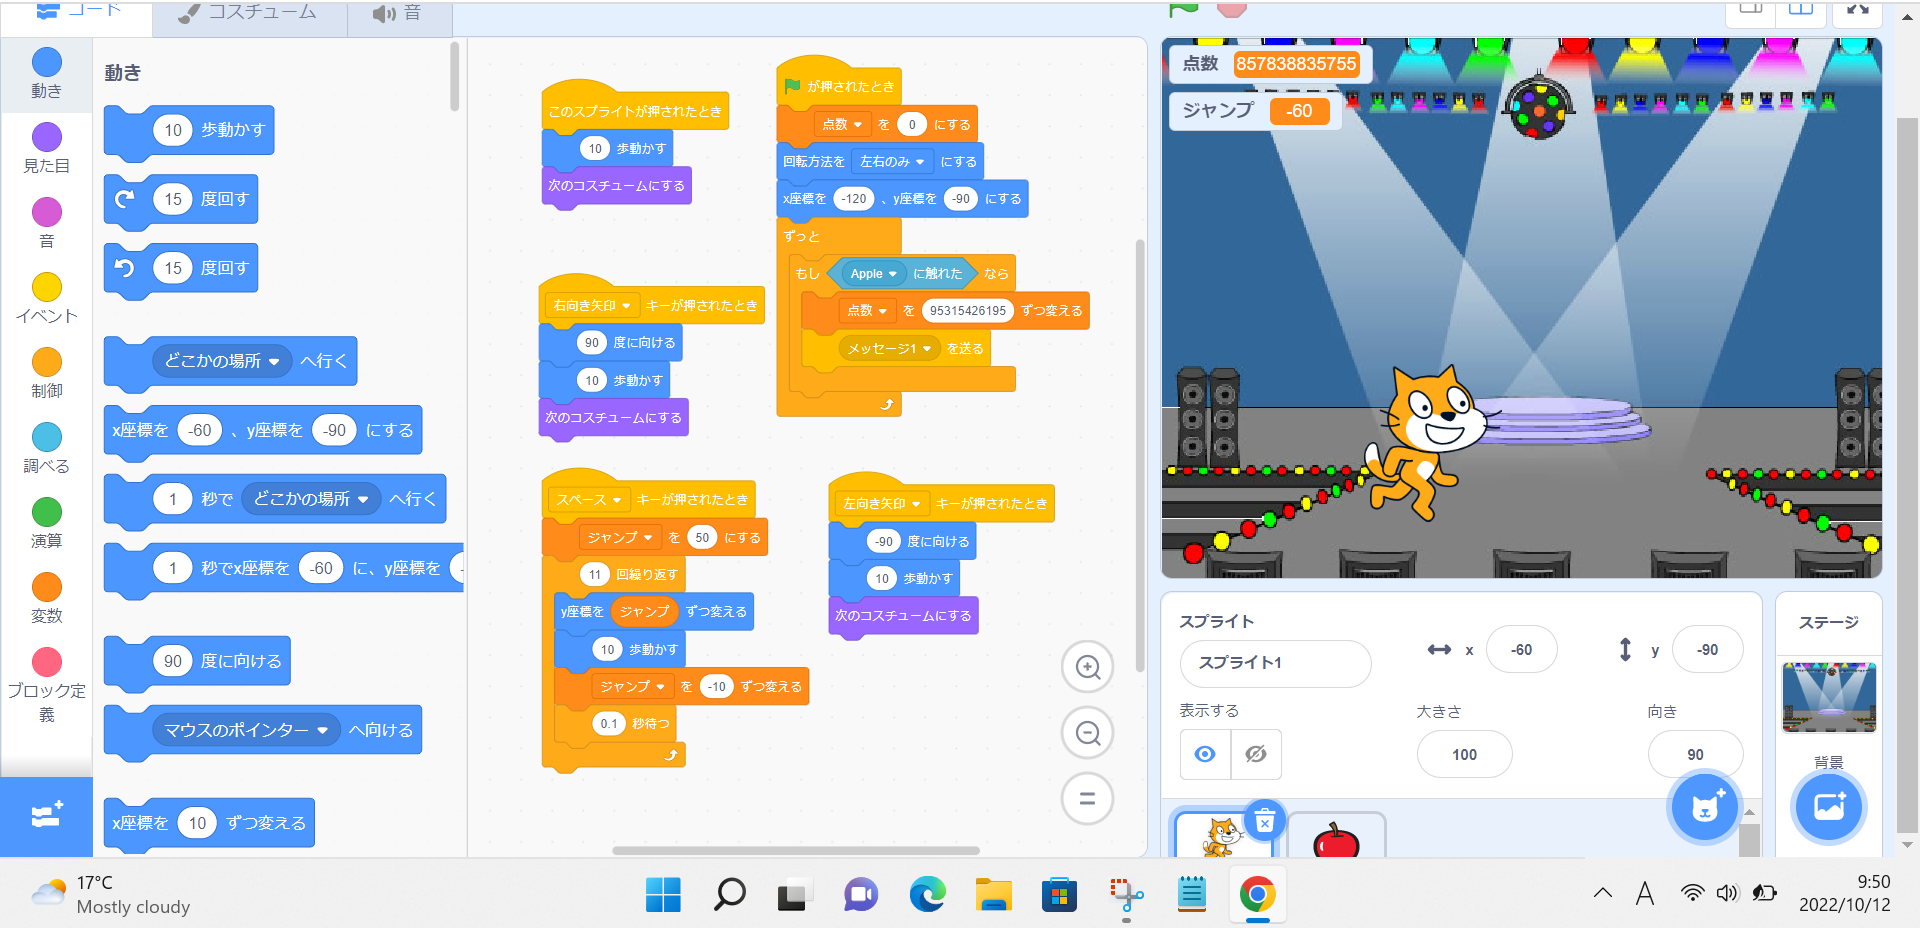 コード
コスチューム
音
動き
見た目
音
イベント
制御
調べる
演算
変数
ブロック定
義
動き
10 歩動かす
15 度回す
15 度回す
どこかの場所 へ行く
x座標を -60 、y座標を -90 にする
1 秒で どこかの場所 へ行く
1 秒でx座標を -60 に、y座標を
90 度に向ける
マウスのポインター へ向ける
x座標を 10 ずつ変える
このスプライトが押されたとき
10 歩動かす
次のコスチュームにする
が押されたとき
点数 を 0 にする
回転方法を 左右のみ にする
x座標を -120 、y座標を -90 にする
ずっと
もし Apple に触れた なら
点数 を 95315426195 ずつ変える
メッセージ1 を送る
右向き矢印 キーが押されたとき
90 度に向ける
10 歩動かす
次のコスチュームにする
スペース キーが押されたとき
ジャンプ を 50 にする
11 回繰り返す
y座標を ジャンプ ずつ変える
10 歩動かす
ジャンプ を -10 ずつ変える
0.1 秒待つ
左向き矢印 キーが押されたとき
-90 度に向ける
10 歩動かす
次のコスチュームにする
点数 857838835755
ジャンプ -60
スプライト
スプライト1
x -60
y -90
表示する
大きさ 100
向き 90
ステージ
背景
17°C
Mostly cloudy
A
9:50
2022/10/12